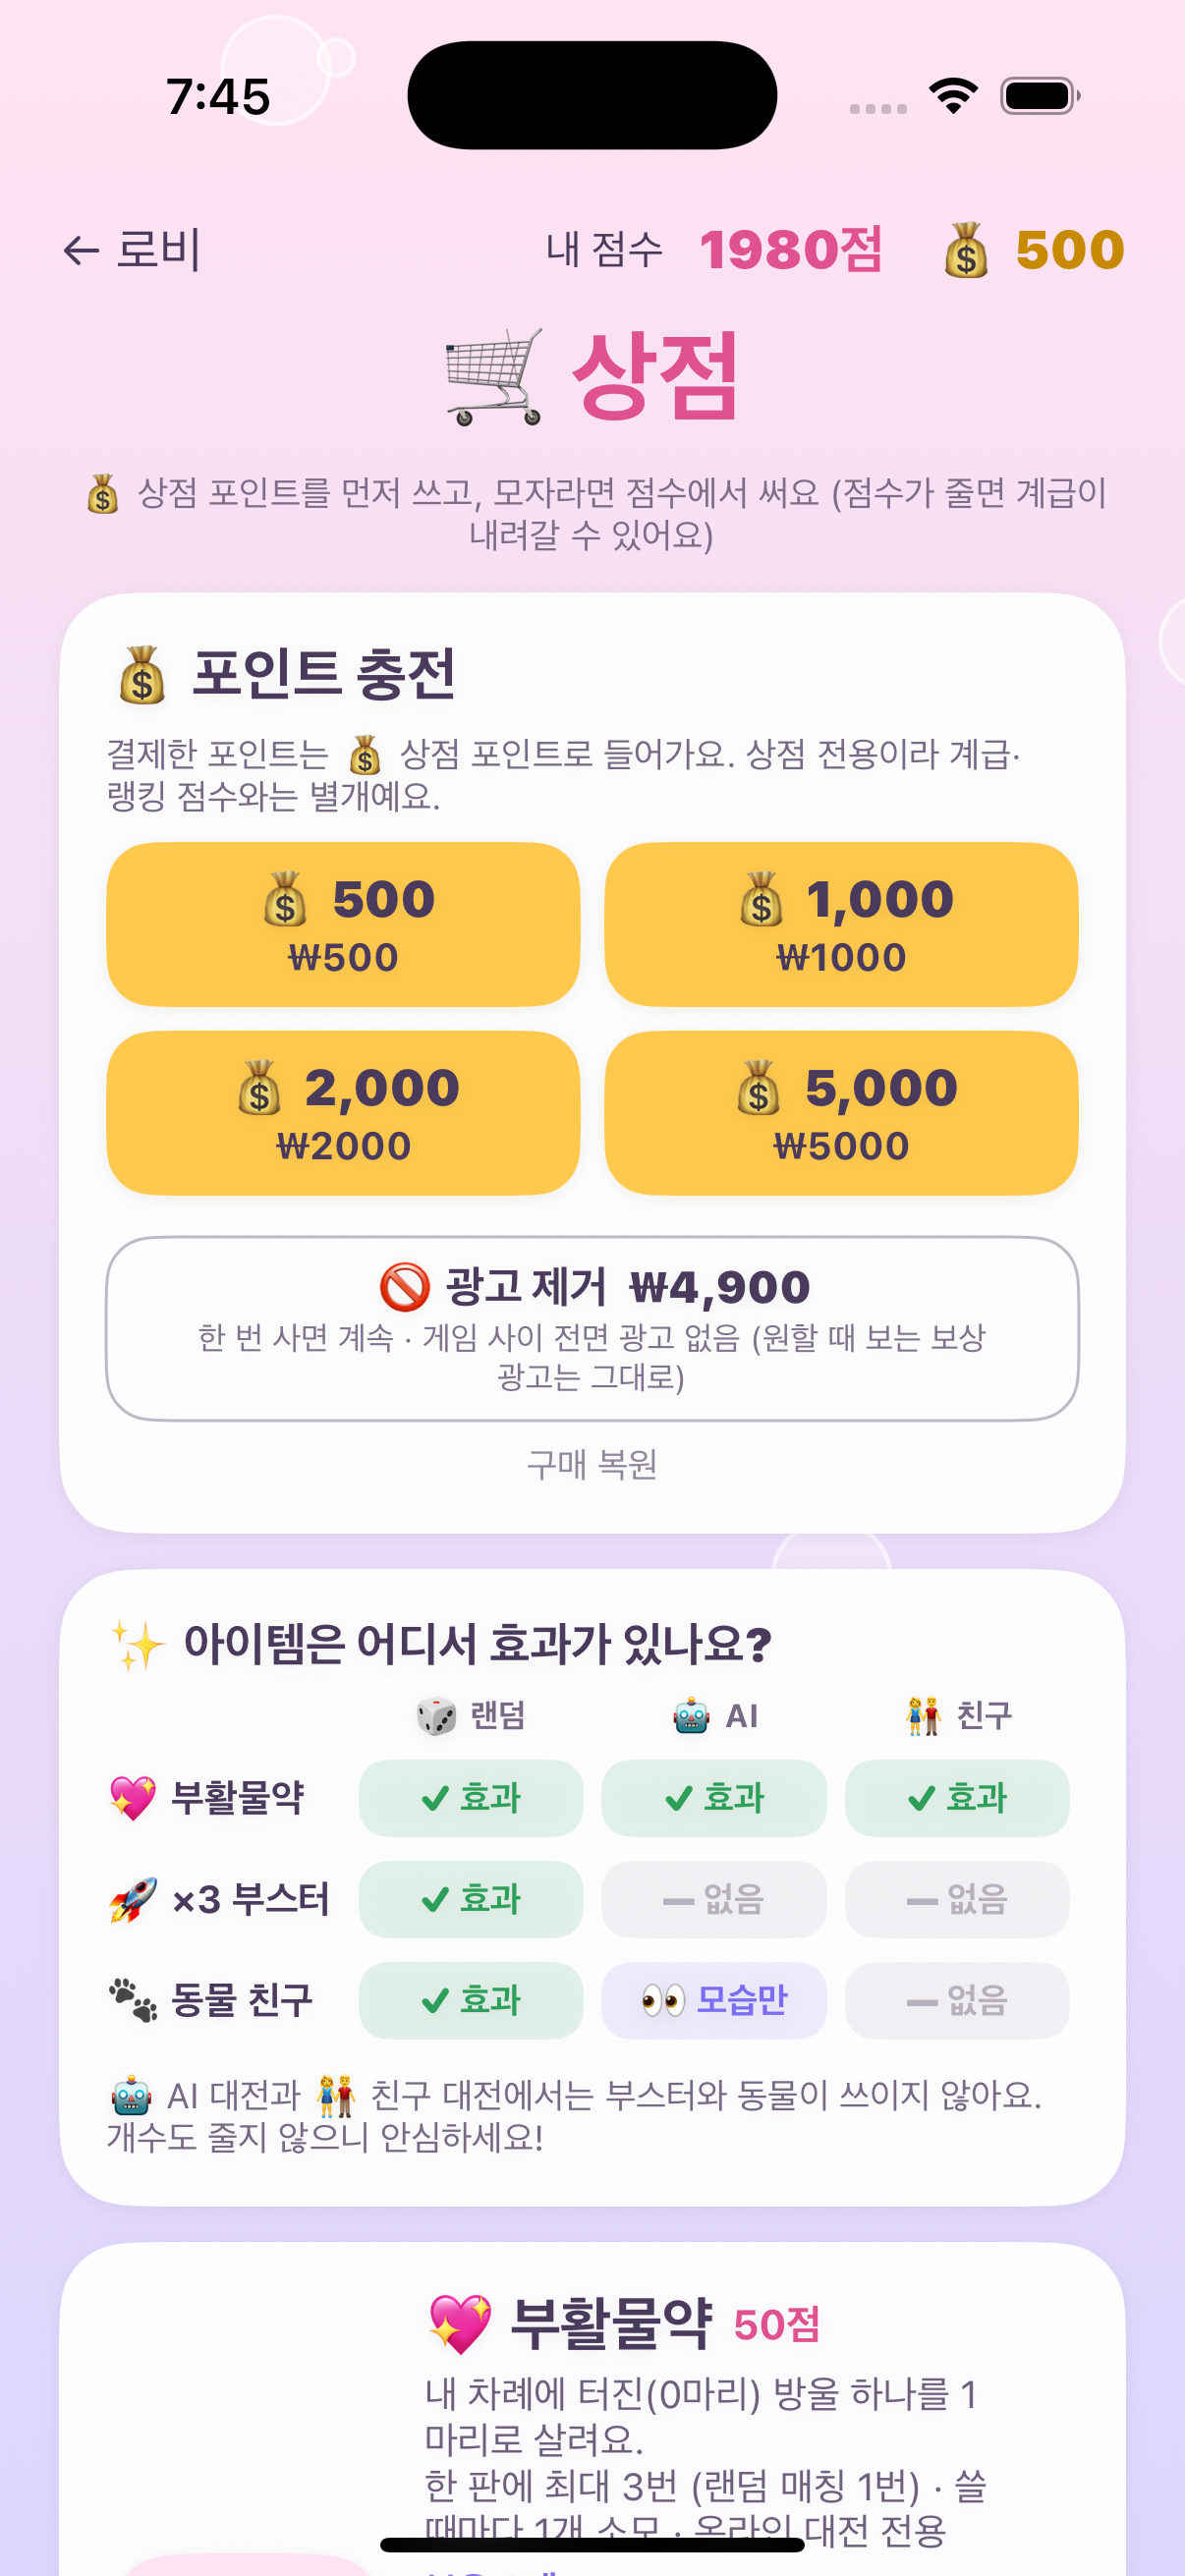 7:45
← 로비 내 점수 1980점 💰 500
🛒 상점
💰 상점 포인트를 먼저 쓰고, 모자라면 점수에서 써요 (점수가 줄면 계급이
내려갈 수 있어요)
💰 포인트 충전
결제한 포인트는 💰 상점 포인트로 들어가요. 상점 전용이라 계급·
랭킹 점수와는 별개예요.
💰 500
₩500
💰 1,000
₩1000
💰 2,000
₩2000
💰 5,000
₩5000
🚫 광고 제거 ₩4,900
한 번 사면 계속 · 게임 사이 전면 광고 없음 (원할 때 보는 보상
광고는 그대로)
구매 복원
✨ 아이템은 어디서 효과가 있나요?
🎲 랜덤 🤖 AI 👫 친구
💖 부활물약 ✔ 효과 ✔ 효과 ✔ 효과
🚀 ×3 부스터 ✔ 효과 ➖ 없음 ➖ 없음
🐾 동물 친구 ✔ 효과 👀 모습만 ➖ 없음
🤖 AI 대전과 👫 친구 대전에서는 부스터와 동물이 쓰이지 않아요.
개수도 줄지 않으니 안심하세요!
💖 부활물약 50점
내 차례에 터진(0마리) 방울 하나를 1
마리로 살려요.
한 판에 최대 3번 (랜덤 매칭 1번) · 쓸
때마다 1개 소모 · 온라인 대전 전용